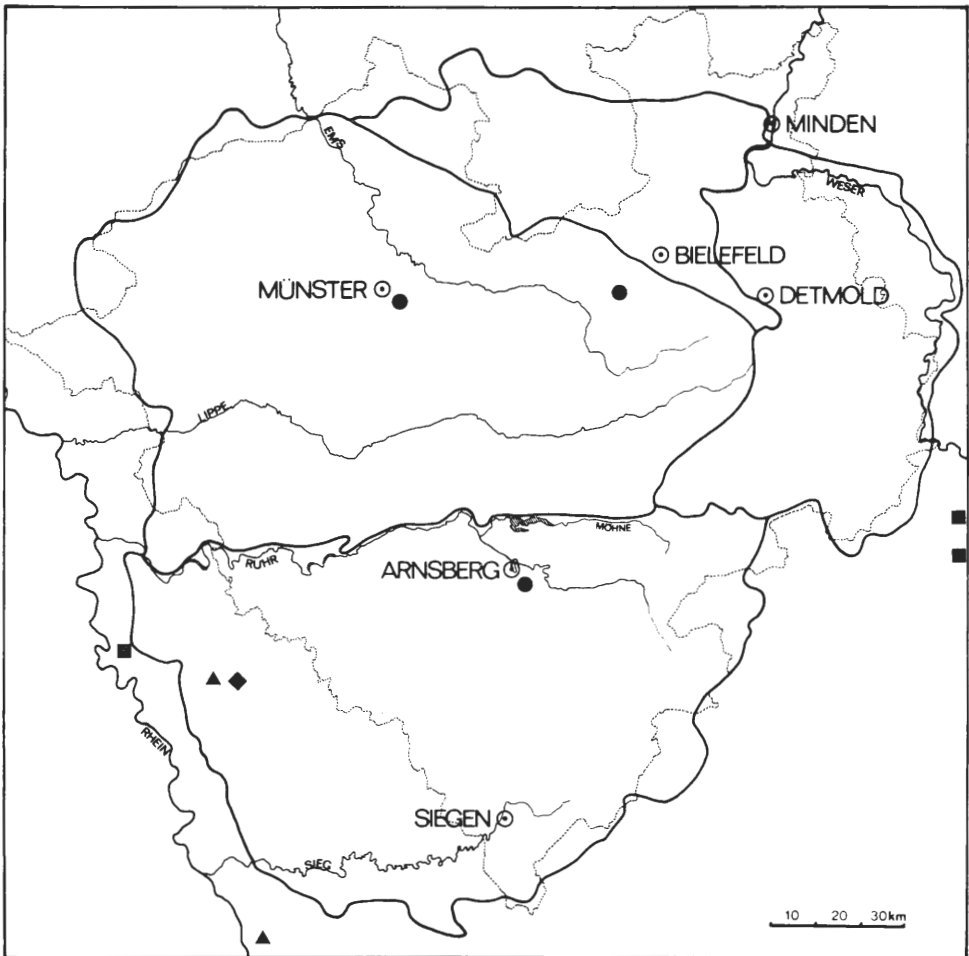 MINDEN
EMS
WESER
BIELEFELD
MÜNSTER
DETMOLD
LIPPE
MÖHNE
RUHR
ARNSBERG
RHEIN
SIEGEN
SIEG
10 20 30km